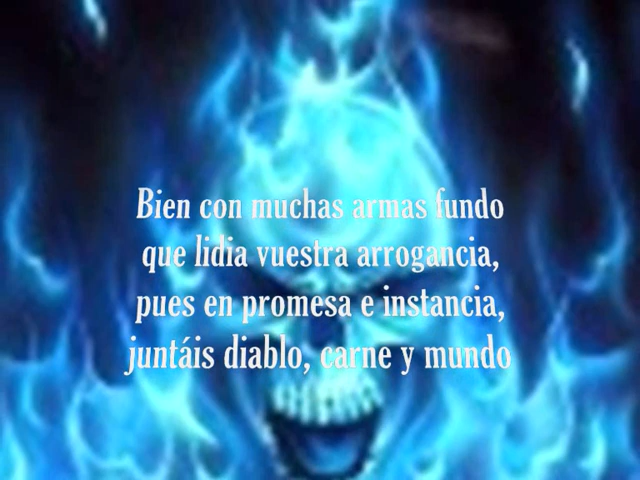 Bien con muchas armas fundo
que lidia vuestra arrogancia,
pues en promesa e instancia,
juntáis diablo, carne y mundo